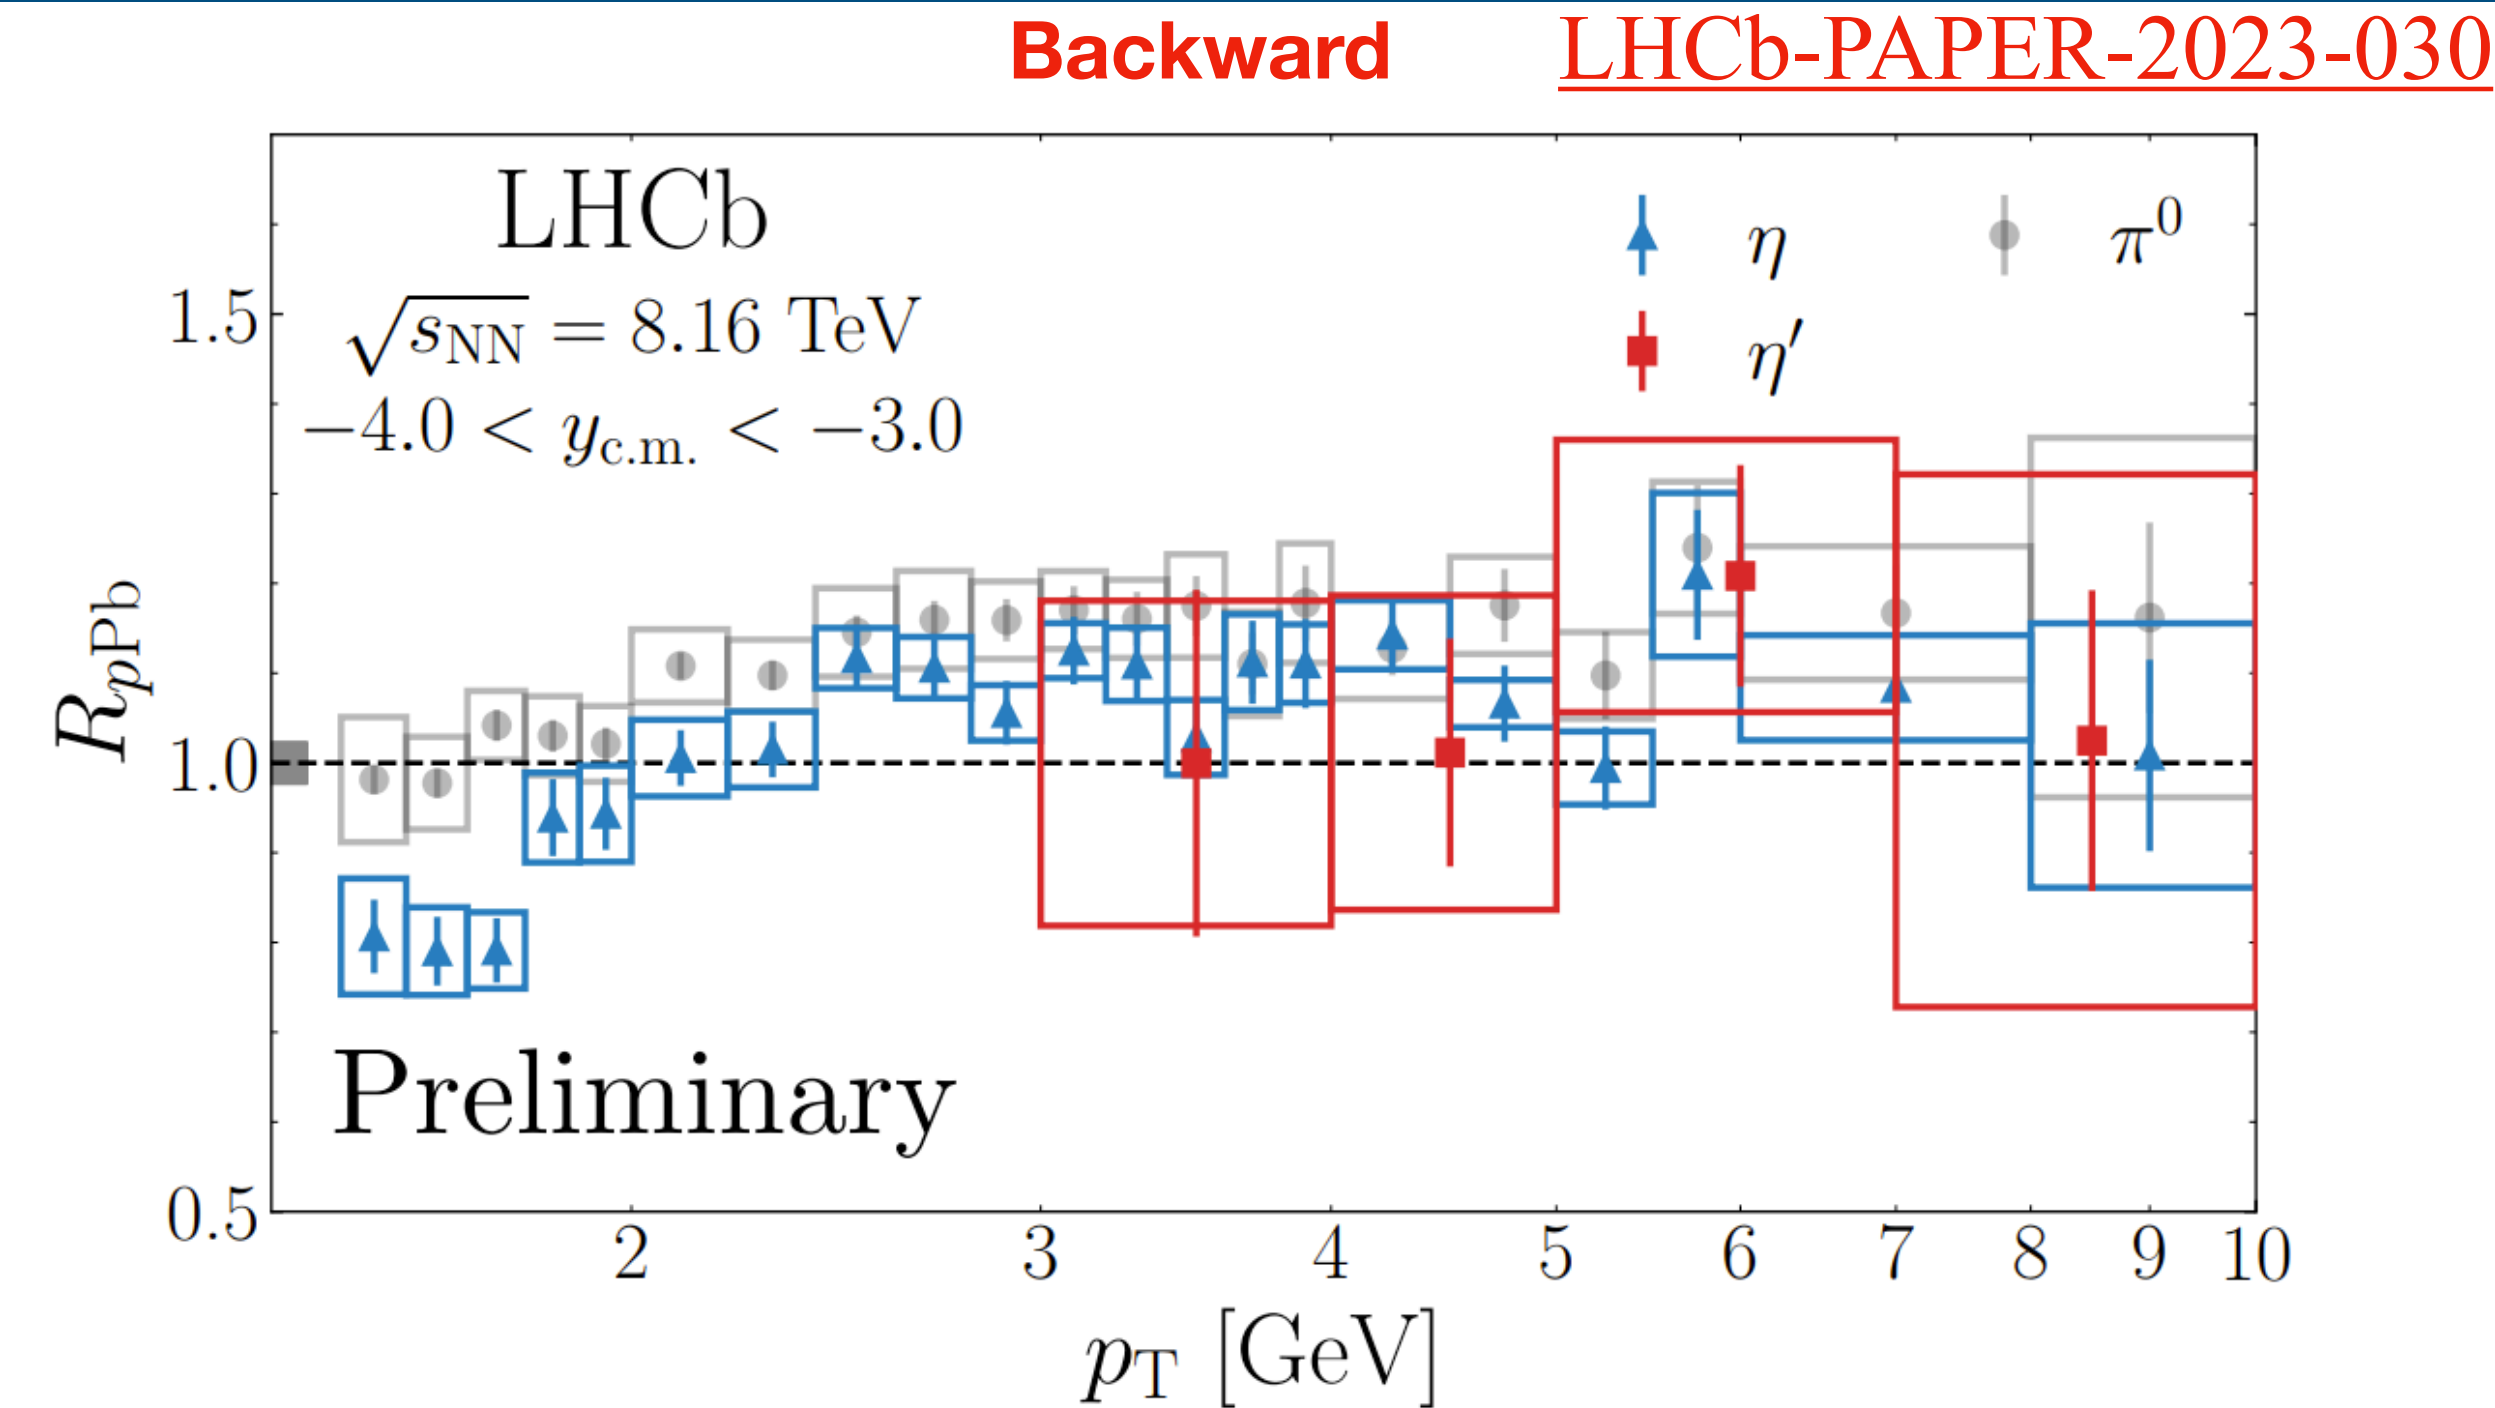 Backward LHCb-PAPER-2023-030
LHCb
√sNN = 8.16 TeV
−4.0 < yc.m. < −3.0
η
π0
η′
RpPb
1.5
1.0
0.5
Preliminary
2 3 4 5 6 7 8 9 10
pT [GeV]